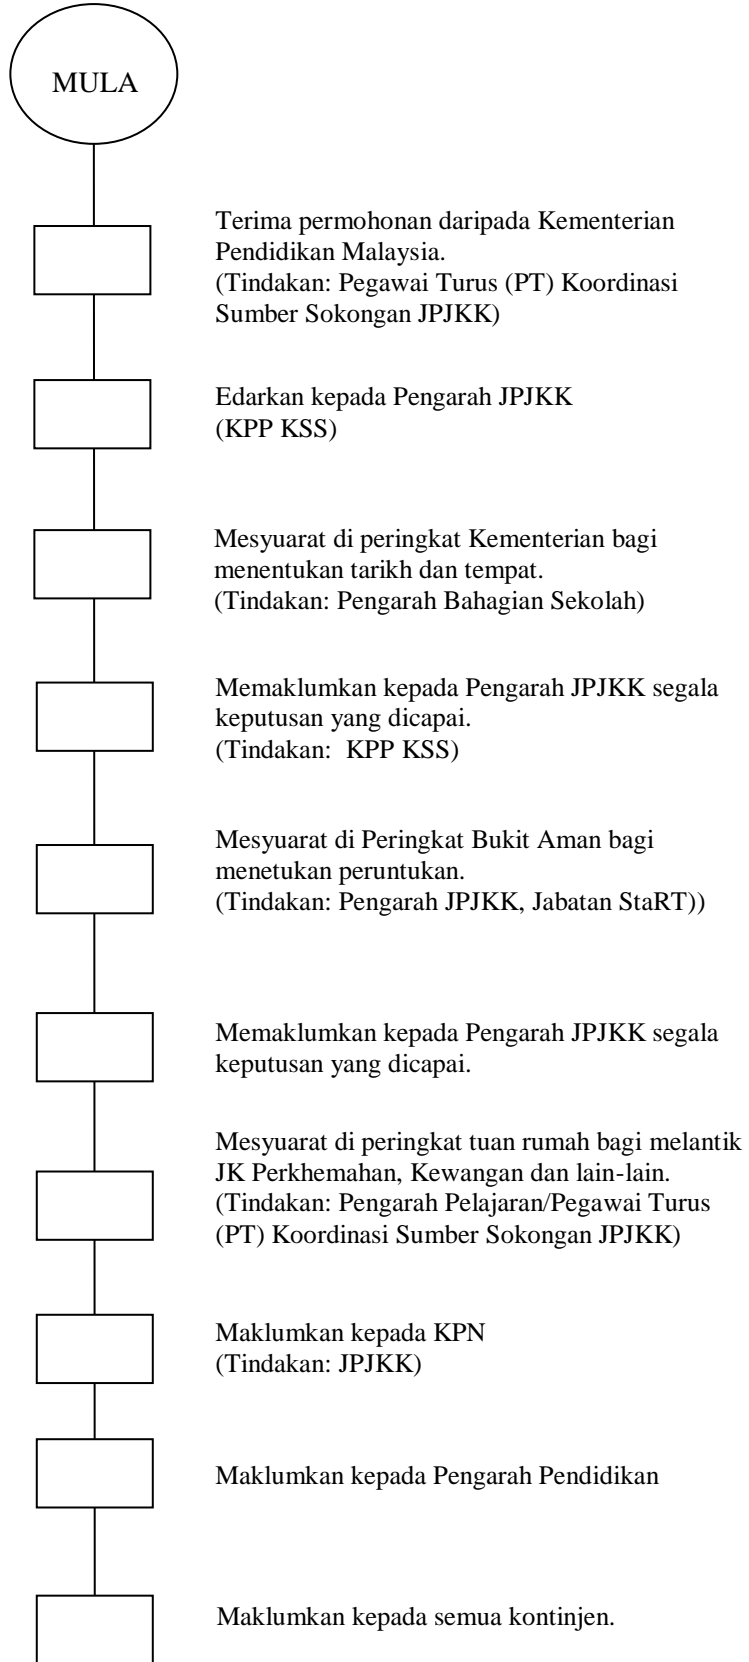 MULA
Terima permohonan daripada Kementerian
Pendidikan Malaysia.
(Tindakan: Pegawai Turus (PT) Koordinasi
Sumber Sokongan JPJKK)
Edarkan kepada Pengarah JPJKK
(KPP KSS)
Mesyuarat di peringkat Kementerian bagi
menentukan tarikh dan tempat.
(Tindakan: Pengarah Bahagian Sekolah)
Memaklumkan kepada Pengarah JPJKK segala
keputusan yang dicapai.
(Tindakan:  KPP KSS)
Mesyuarat di Peringkat Bukit Aman bagi
menetukan peruntukan.
(Tindakan: Pengarah JPJKK, Jabatan StaRT))
Memaklumkan kepada Pengarah JPJKK segala
keputusan yang dicapai.
Mesyuarat di peringkat tuan rumah bagi melantik
JK Perkhemahan, Kewangan dan lain-lain.
(Tindakan: Pengarah Pelajaran/Pegawai Turus
(PT) Koordinasi Sumber Sokongan JPJKK)
Maklumkan kepada KPN
(Tindakan: JPJKK)
Maklumkan kepada Pengarah Pendidikan
Maklumkan kepada semua kontinjen.